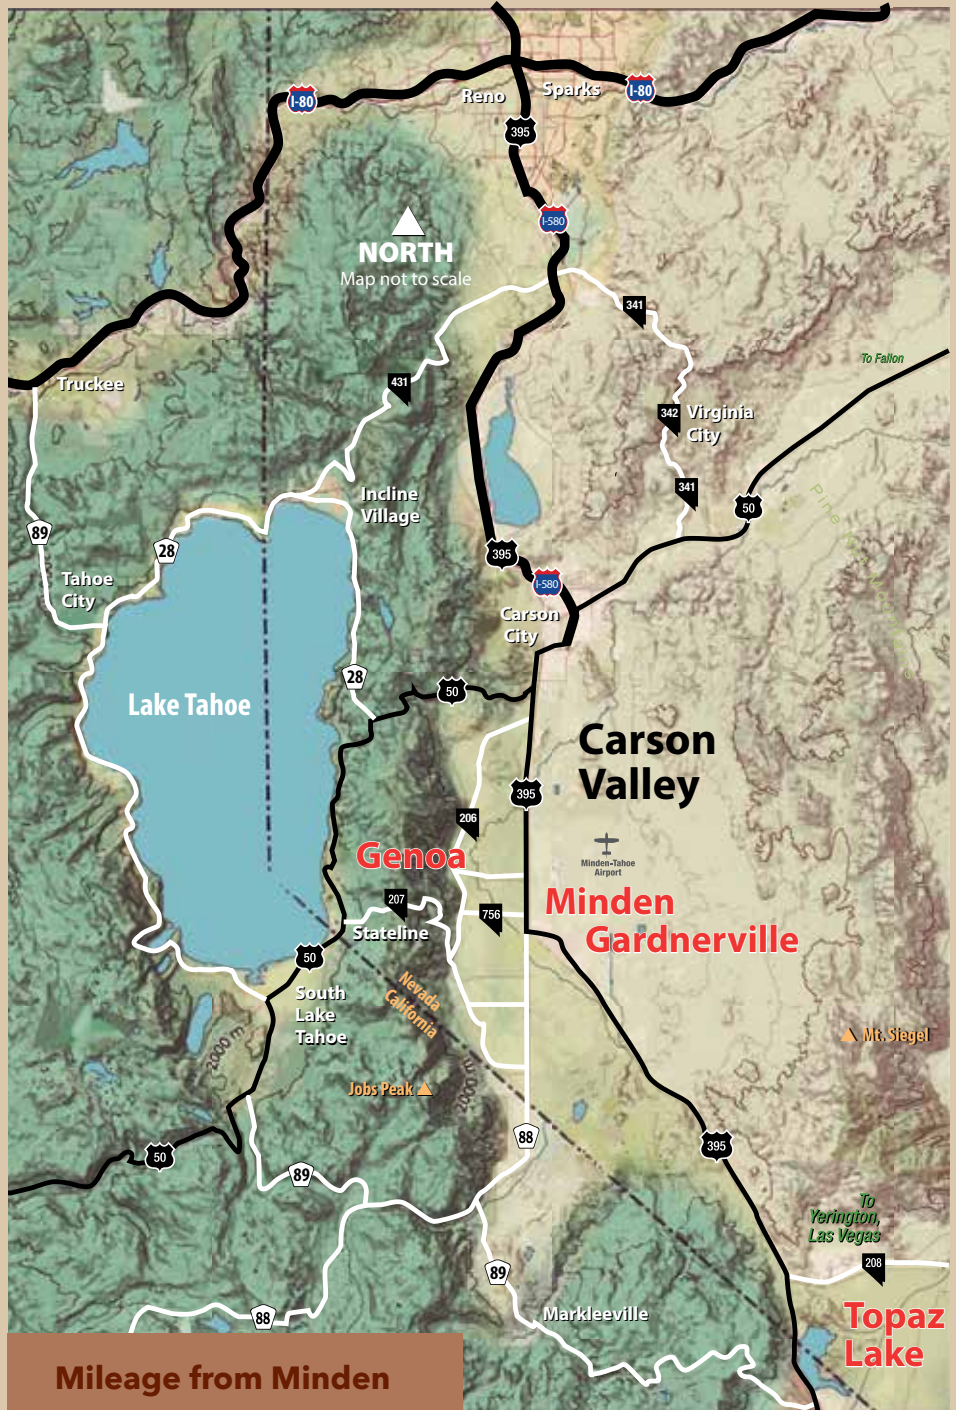 Reno
Sparks
I-80
I-80
395
I-580
NORTH
Map not to scale
341
To Fallon
Truckee
431
342
Virginia
City
Incline
Village
341
50
89
28
395
I-580
Tahoe
City
Carson
City
28
50
Lake Tahoe
Carson
Valley
395
206
Genoa
Minden-Tahoe
Airport
207
756
Minden
Gardnerville
Stateline
50
Nevada
California
South
Lake
Tahoe
2000 m
Mt. Siegel
Jobs Peak
2000 m
88
395
50
89
To
Yerington,
Las Vegas
208
89
Markleeville
88
Topaz
Lake
Mileage from Minden